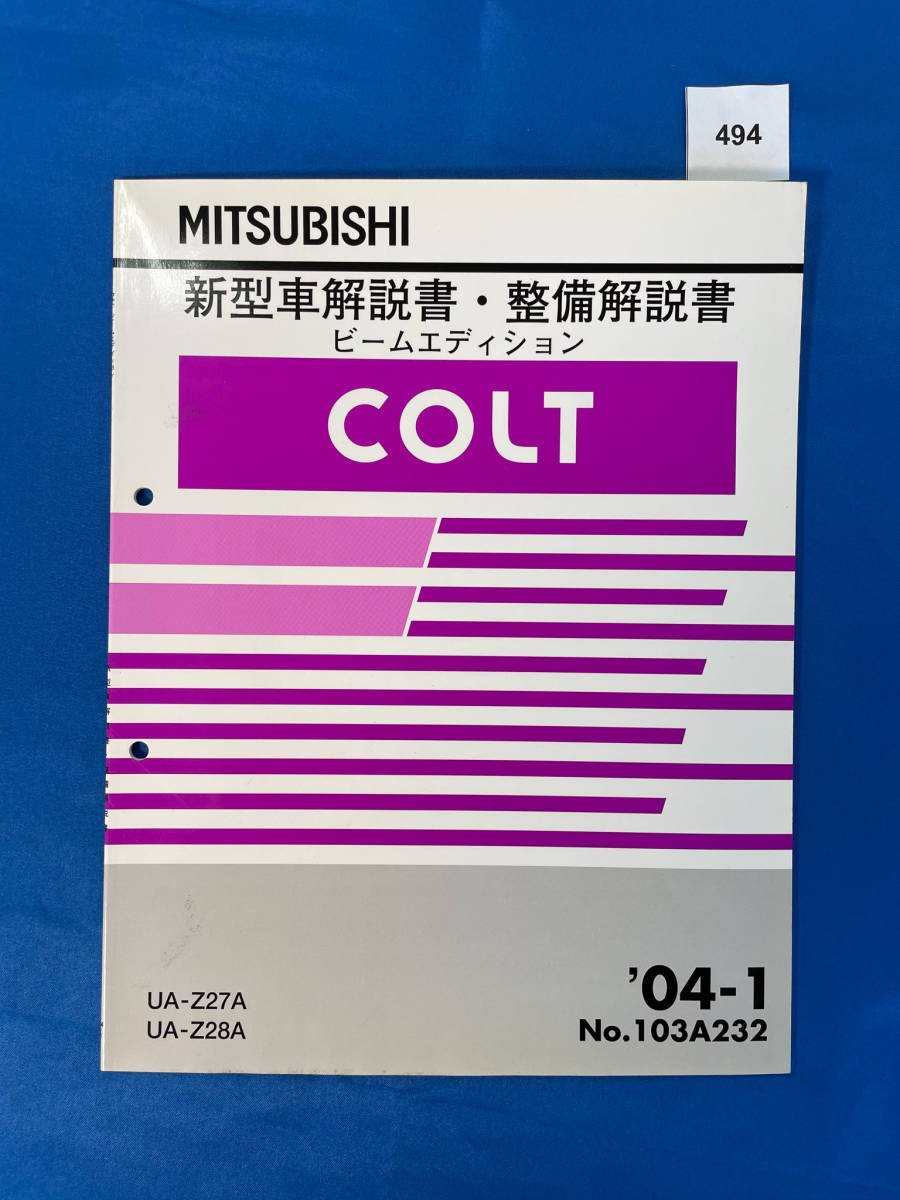 494
MITSUBISHI
新型車解説書・整備解説書
ビームエディション
COLT
UA-Z27A
UA-Z28A
'04-1
No.103A232